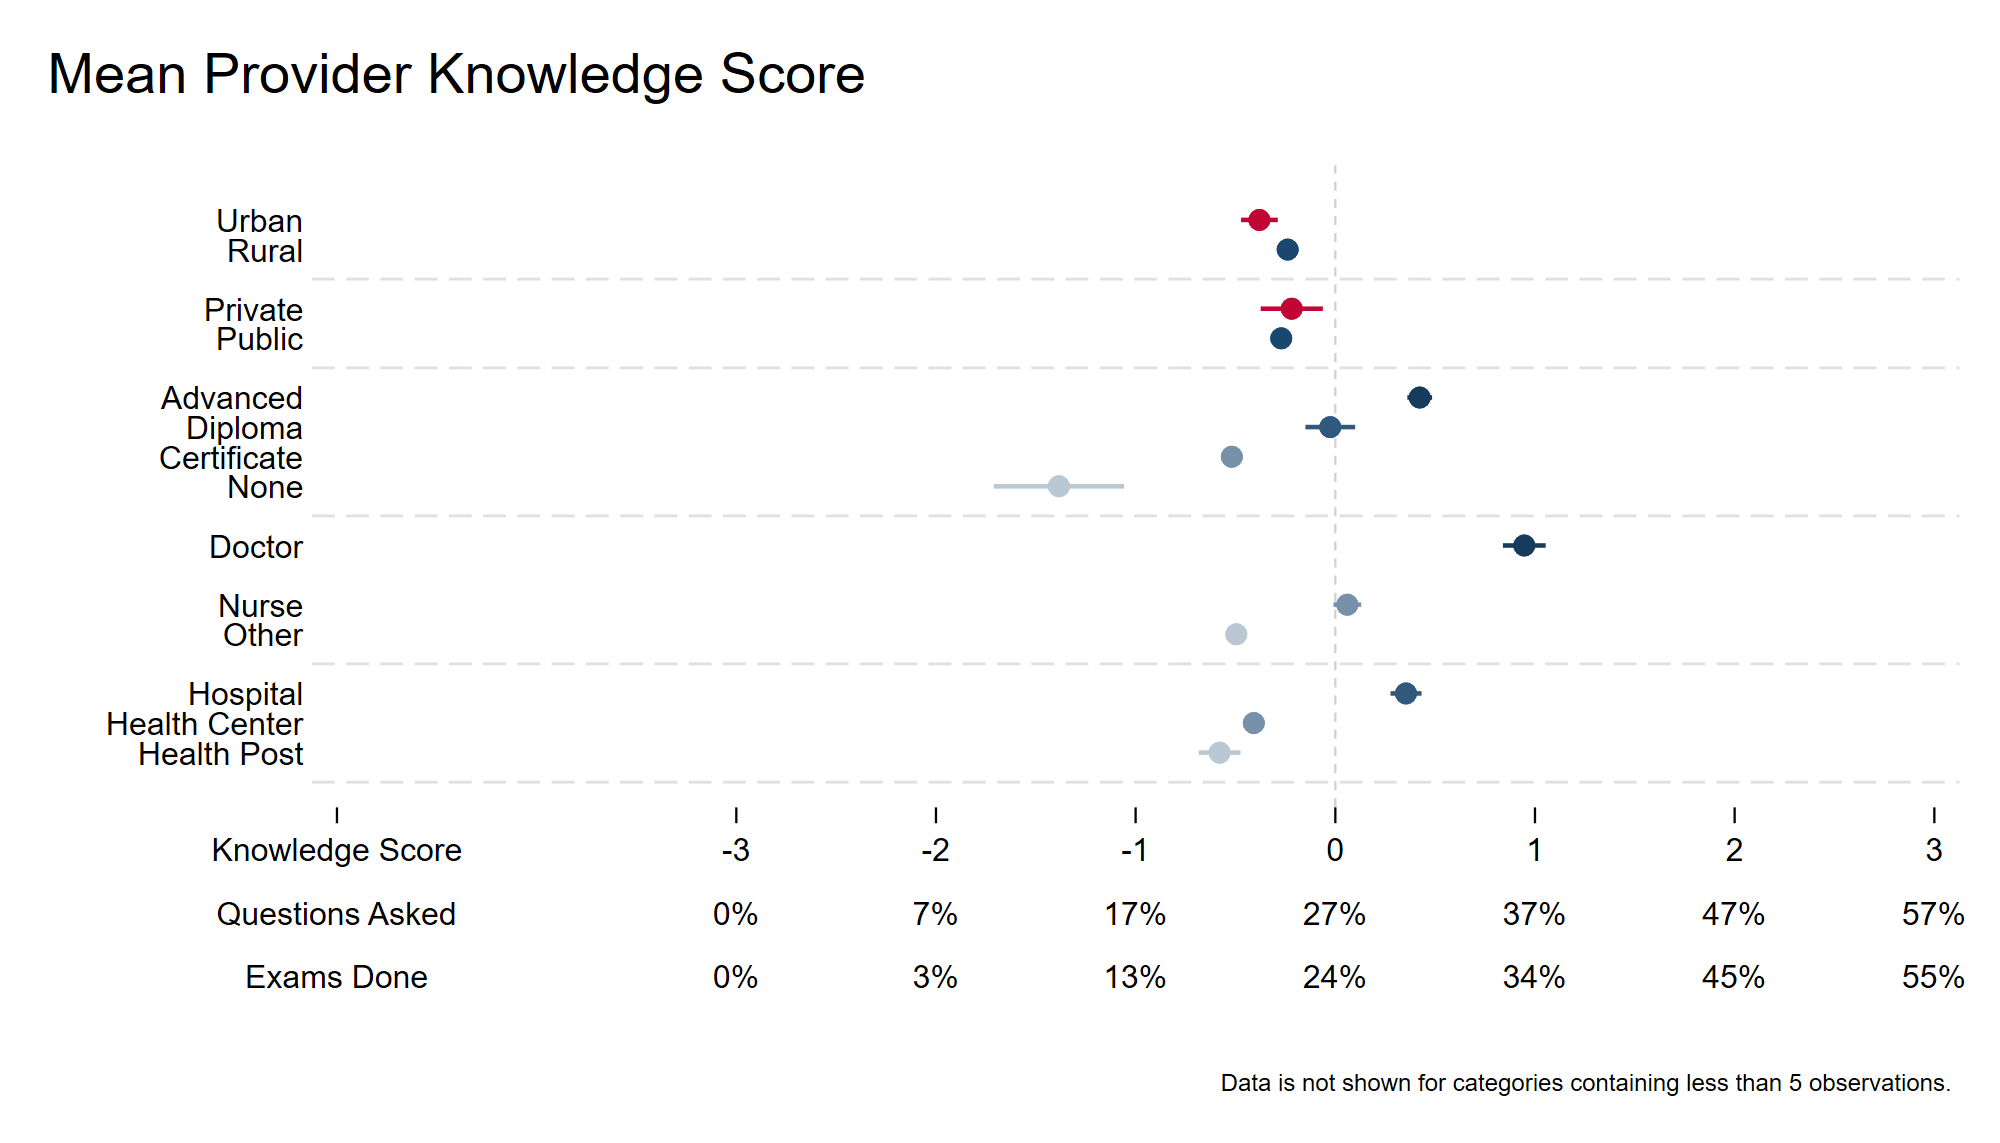 Mean Provider Knowledge Score
Urban
Rural
Private
Public
Advanced
Diploma
Certificate
None
Doctor
Nurse
Other
Hospital
Health Center
Health Post
Knowledge Score -3 -2 -1 0 1 2 3
Questions Asked 0% 7% 17% 27% 37% 47% 57%
Exams Done 0% 3% 13% 24% 34% 45% 55%
Data is not shown for categories containing less than 5 observations.